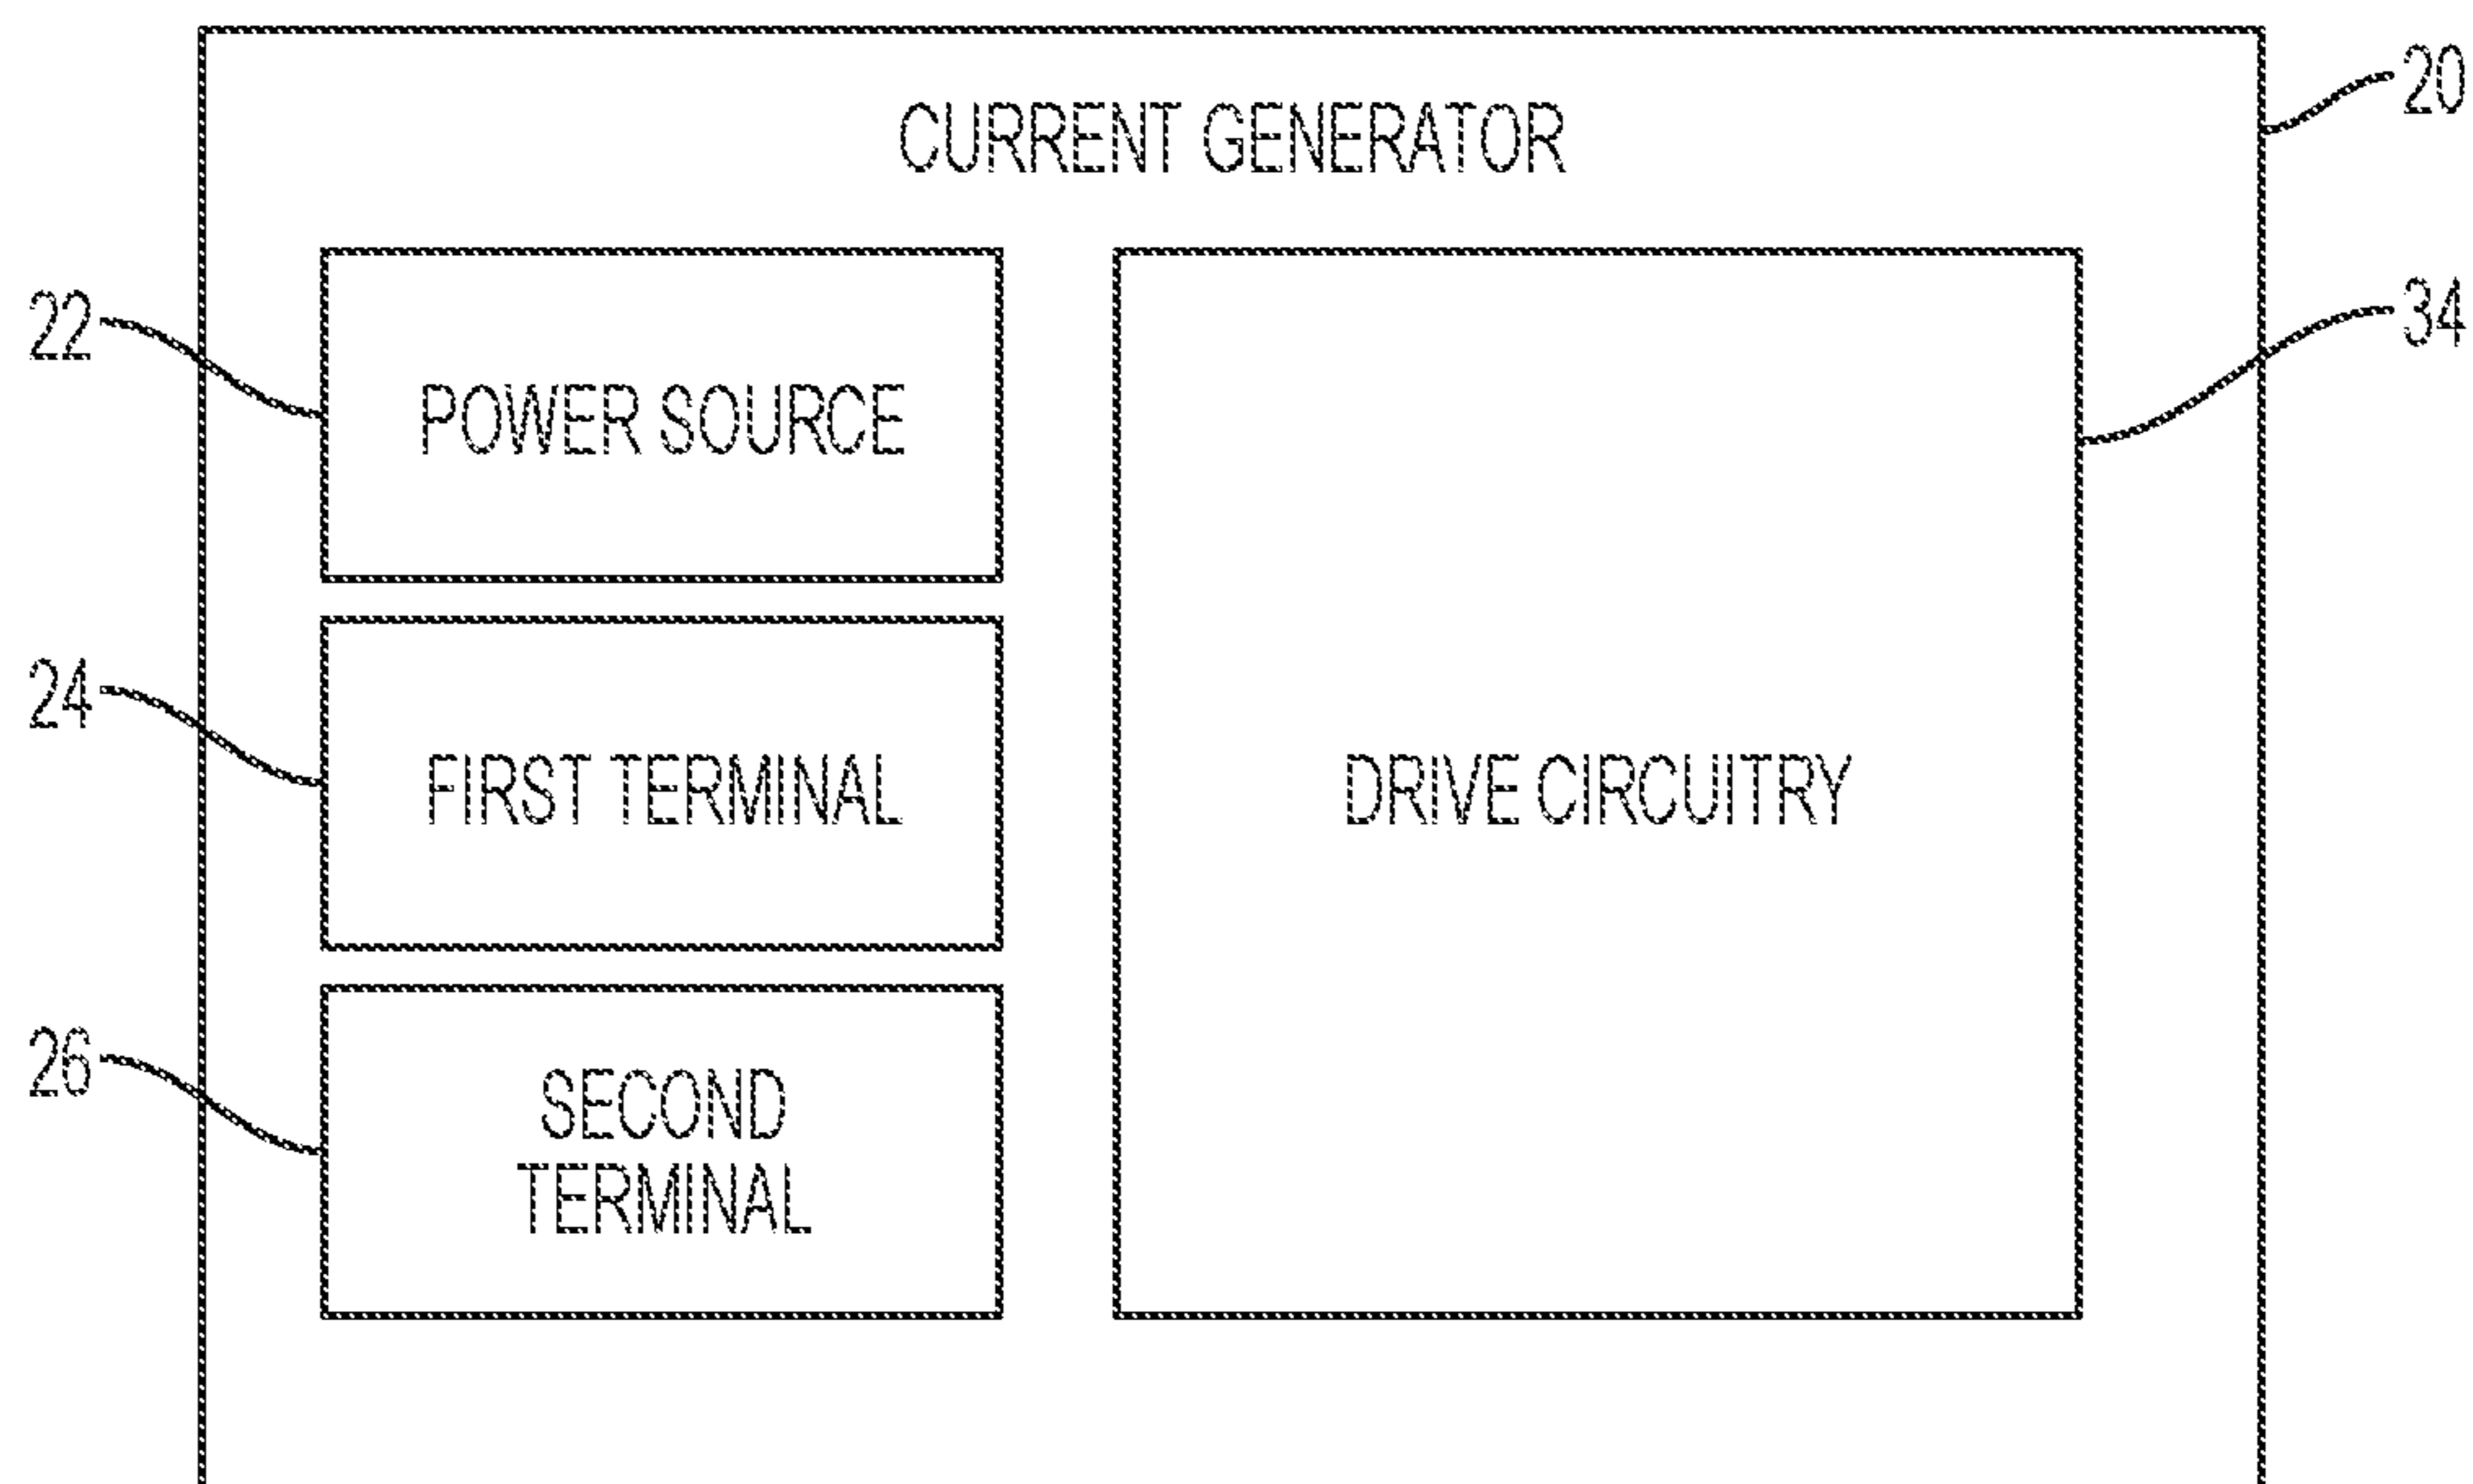 CURRENT GENERATOR
20
22
POWER SOURCE
34
24
FIRST TERMINAL
DRIVE CIRCUITRY
26
SECOND
TERMINAL